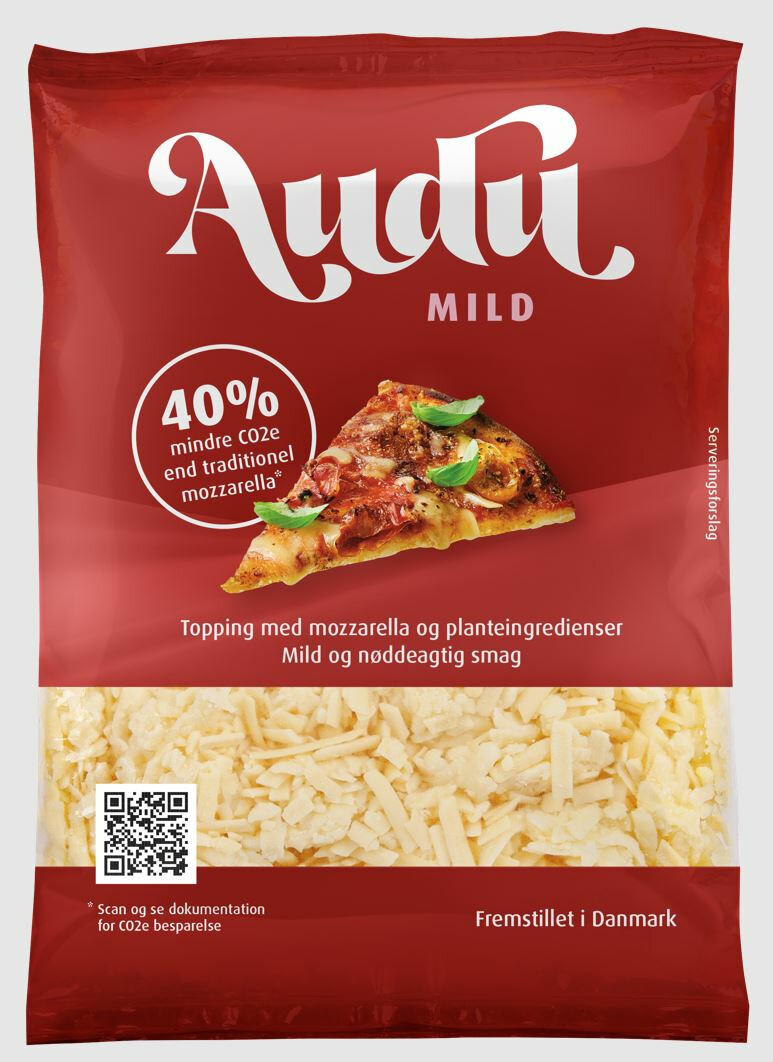 Audu
MILD
40%
mindre CO2e
end traditionel
mozzarella*
Serveringsforslag
Topping med mozzarella og planteingredienser
Mild og nøddeagtig smag
* Scan og se dokumentation
for CO2e besparelse
Fremstillet i Danmark